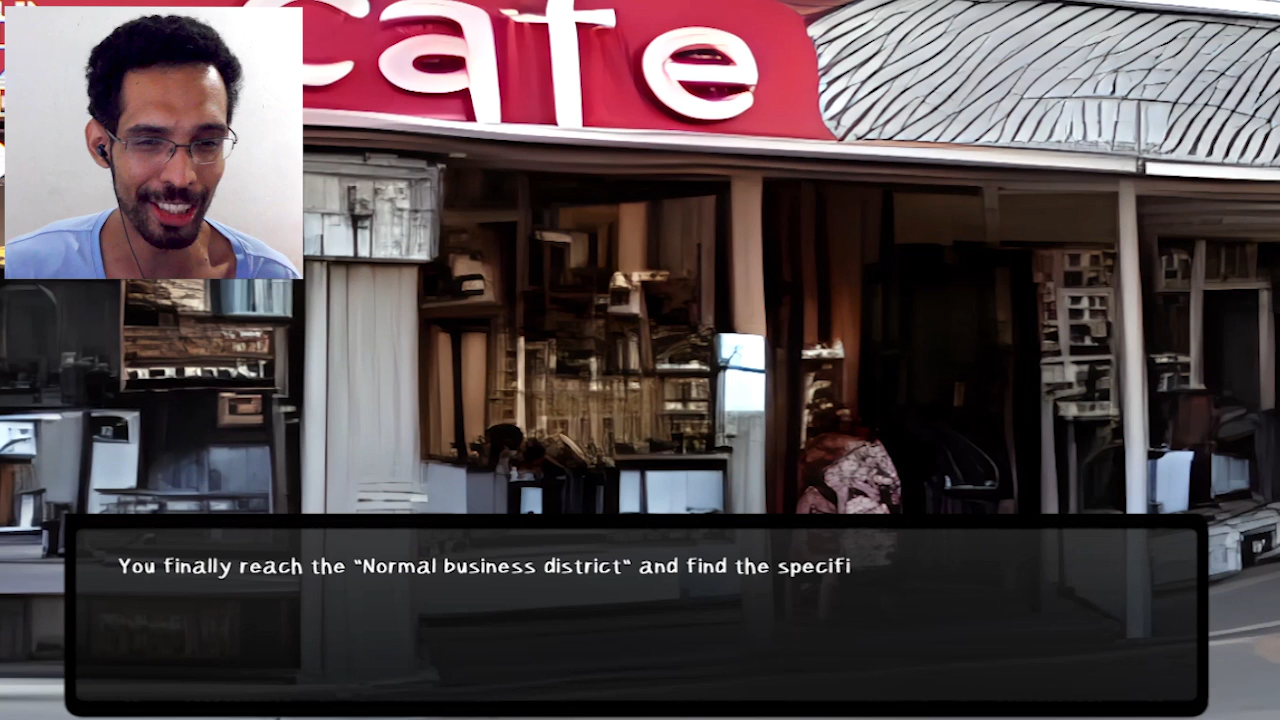 Cafe
You finally reach the "Normal business district" and find the specifi